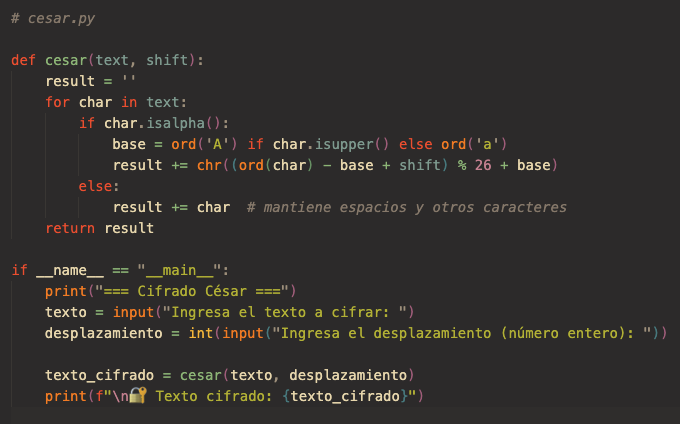 # cesar.py
def cesar(text, shift):
    result = ''
    for char in text:
        if char.isalpha():
            base = ord('A') if char.isupper() else ord('a')
            result += chr((ord(char) - base + shift) % 26 + base)
        else:
            result += char  # mantiene espacios y otros caracteres
    return result
if __name__ == "__main__":
    print("=== Cifrado César ===")
    texto = input("Ingresa el texto a cifrar: ")
    desplazamiento = int(input("Ingresa el desplazamiento (número entero): "))
    texto_cifrado = cesar(texto, desplazamiento)
    print(f"\n🔐 Texto cifrado: {texto_cifrado}")